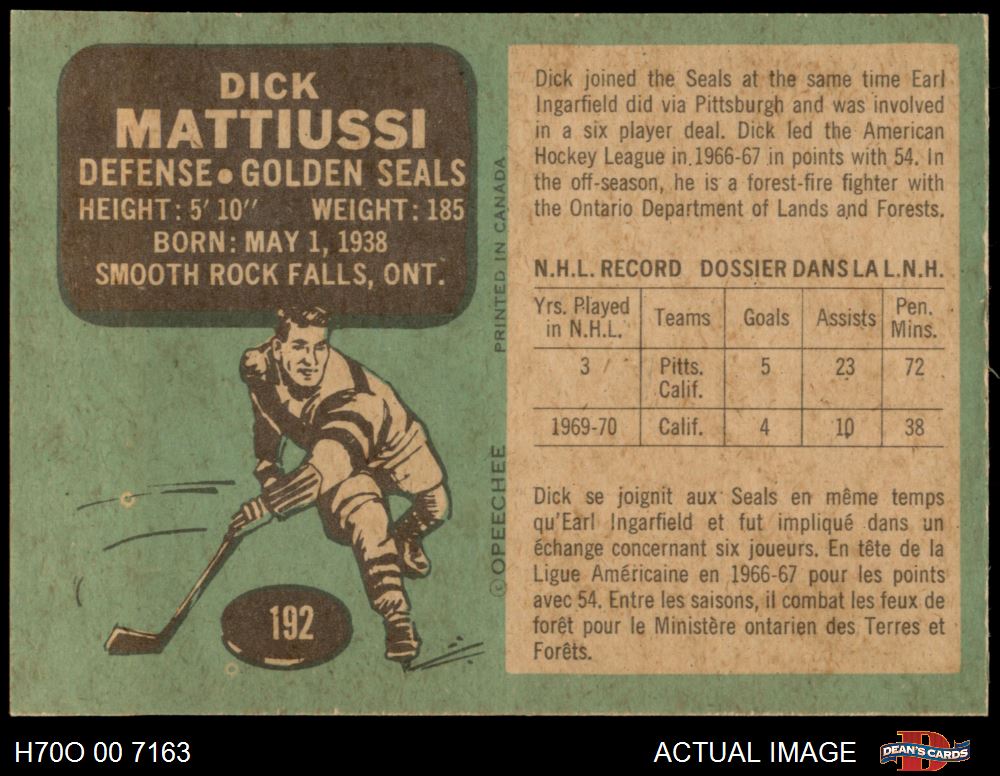 DICK
MATTIUSSI
DEFENSE • GOLDEN SEALS
HEIGHT: 5' 10" WEIGHT: 185
BORN: MAY 1, 1938
SMOOTH ROCK FALLS, ONT.
192
PRINTED IN CANADA
© OPEECHEE
Dick joined the Seals at the same time Earl
Ingarfield did via Pittsburgh and was involved
in a six player deal. Dick led the American
Hockey League in 1966-67 in points with 54. In
the off-season, he is a forest-fire fighter with
the Ontario Department of Lands and Forests.
N.H.L. RECORD DOSSIER DANS LA L.N.H.
Yrs. Played in N.H.L. Teams Goals Assists Pen. Mins.
3 Pitts. Calif. 5 23 72
1969-70 Calif. 4 10 38
Dick se joignit aux Seals en même temps
qu'Earl Ingarfield et fut impliqué dans un
échange concernant six joueurs. En tête de la
Ligue Américaine en 1966-67 pour les points
avec 54. Entre les saisons, il combat les feux de
forêt pour le Ministère ontarien des Terres et
Forêts.
H70O 00 7163
ACTUAL IMAGE
D
DEAN'S CARDS